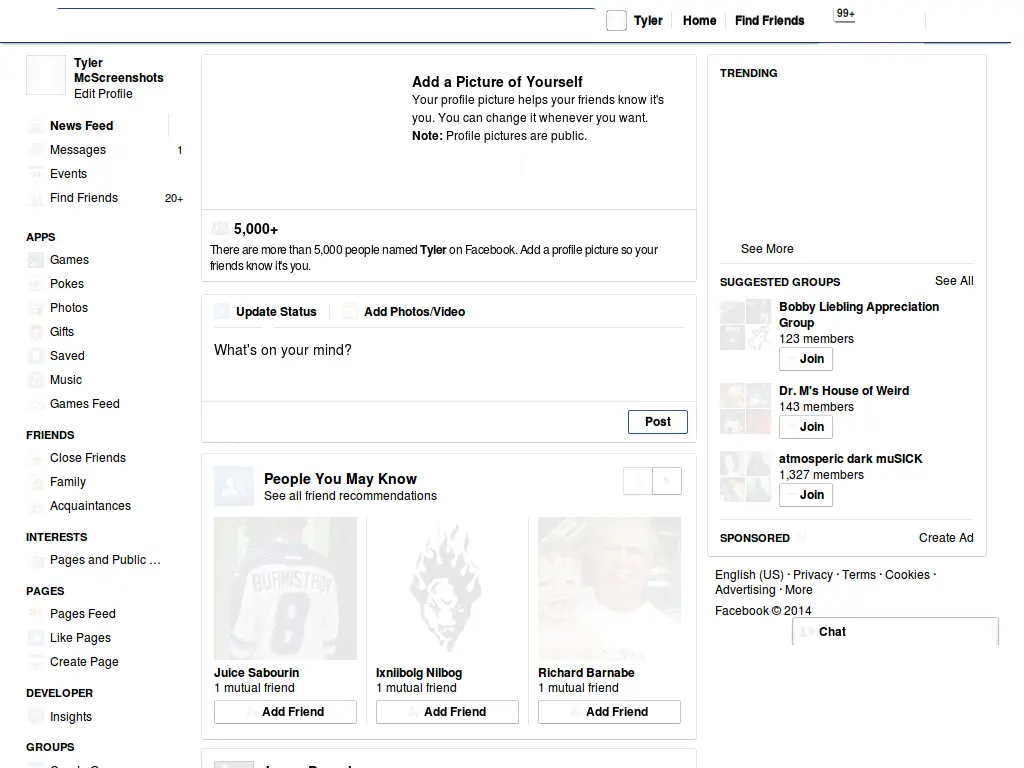 Tyler
Home
Find Friends
99+
Tyler
McScreenshots
Edit Profile
News Feed
Messages
1
Events
Find Friends
20+
APPS
Games
Pokes
Photos
Gifts
Saved
Music
Games Feed
FRIENDS
Close Friends
Family
Acquaintances
INTERESTS
Pages and Public ...
PAGES
Pages Feed
Like Pages
Create Page
DEVELOPER
Insights
GROUPS
Add a Picture of Yourself
Your profile picture helps your friends know it's
you. You can change it whenever you want.
Note: Profile pictures are public.
5,000+
There are more than 5,000 people named Tyler on Facebook. Add a profile picture so your
friends know it's you.
Update Status
Add Photos/Video
What's on your mind?
Post
People You May Know
See all friend recommendations
BURMISTROV
8
Juice Sabourin
1 mutual friend
Add Friend
Ixniibolg Nilbog
1 mutual friend
Add Friend
Richard Barnabe
1 mutual friend
Add Friend
TRENDING
See More
SUGGESTED GROUPS
See All
Bobby Liebling Appreciation
Group
123 members
Join
Dr. M's House of Weird
143 members
Join
atmosperic dark muSICK
1,327 members
Join
SPONSORED
Create Ad
English (US) · Privacy · Terms · Cookies ·
Advertising · More
Facebook © 2014
Chat